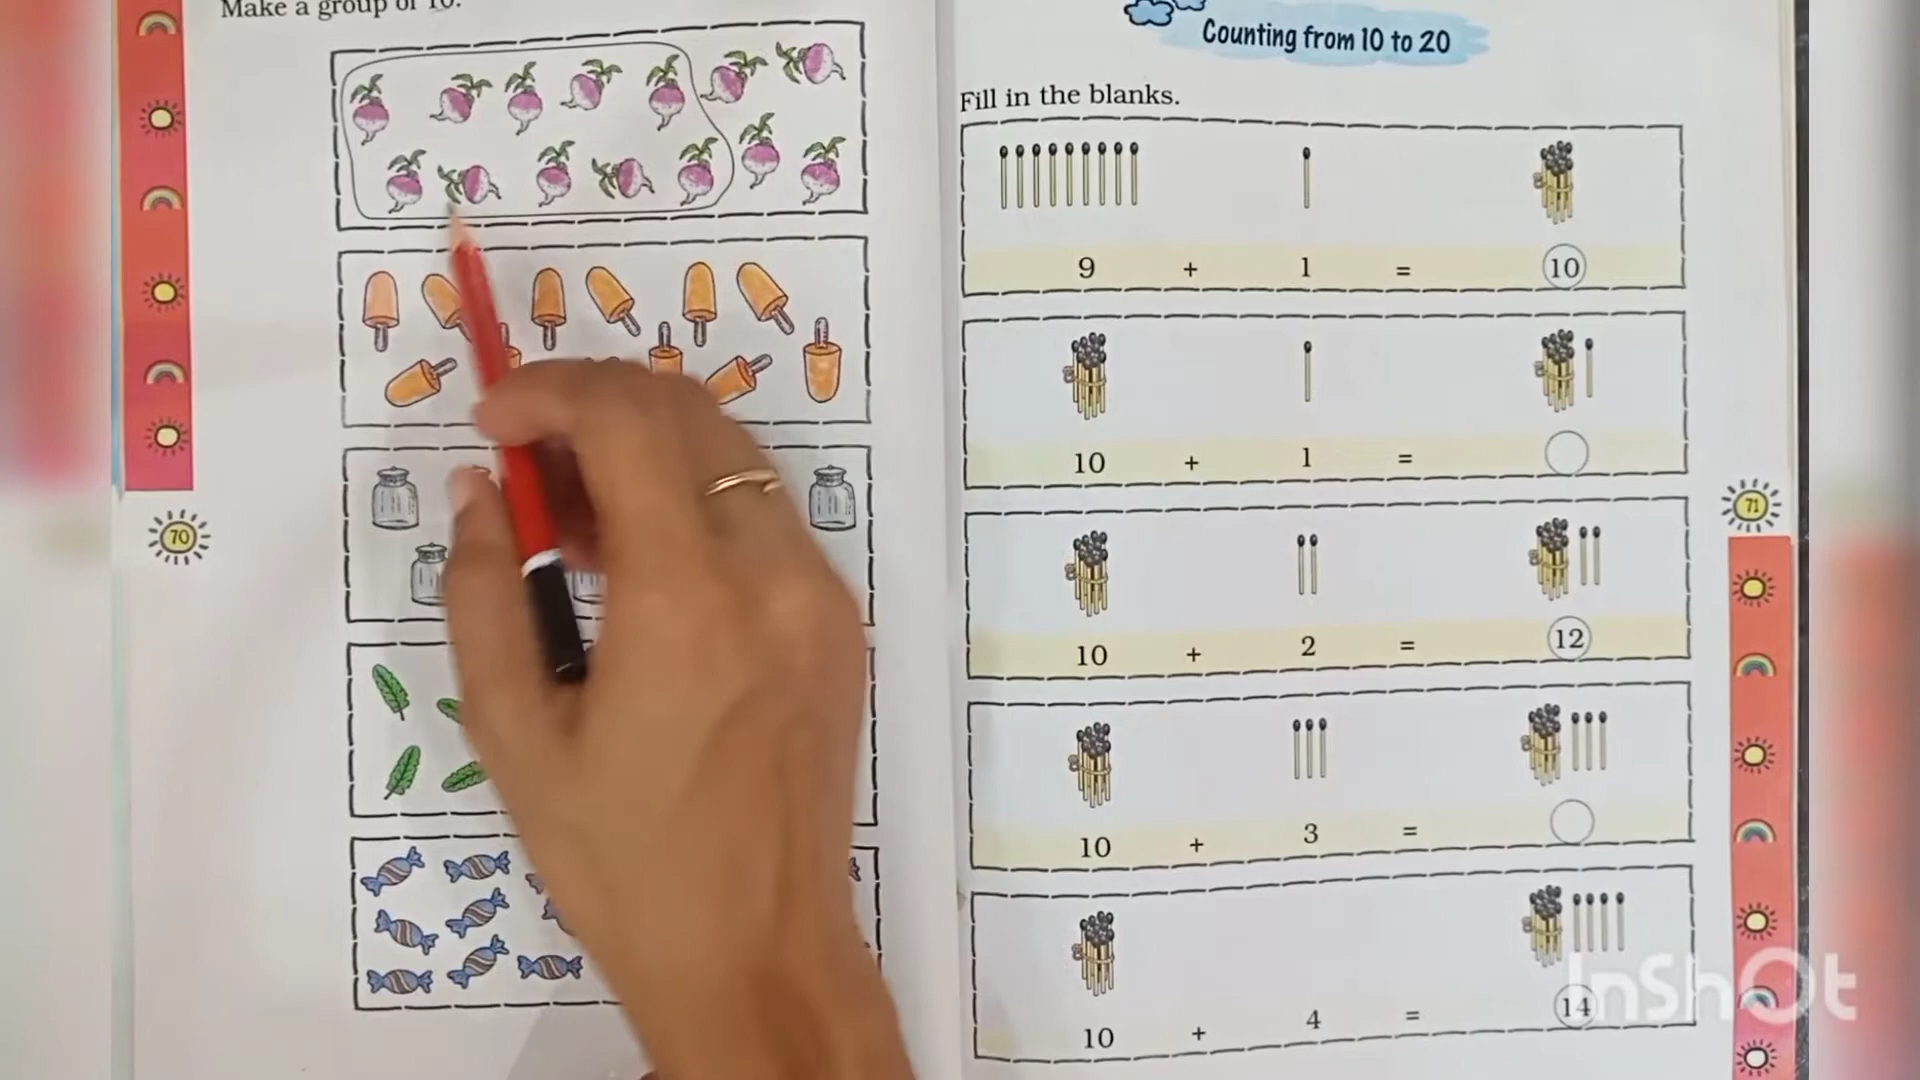 Make a group of 10.
70
Counting from 10 to 20
Fill in the blanks.
9 + 1 = 10
10 + 1 =
10 + 2 = 12
10 + 3 =
10 + 4 = 14
71
InShOt